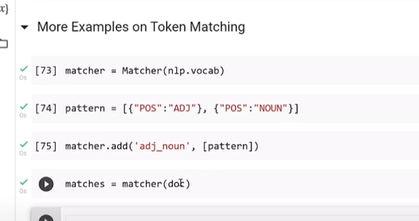 More Examples on Token Matching
[73] matcher = Matcher(nlp.vocab)
0s
[74] pattern = [{"POS":"ADJ"}, {"POS":"NOUN"}]
0s
[75] matcher.add('adj_noun', [pattern])
0s
matches = matcher(doc)
0s